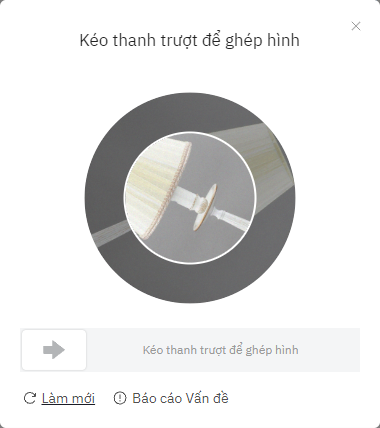 Kéo thanh trượt để ghép hình
Kéo thanh trượt để ghép hình
Làm mới
Báo cáo Vấn đề